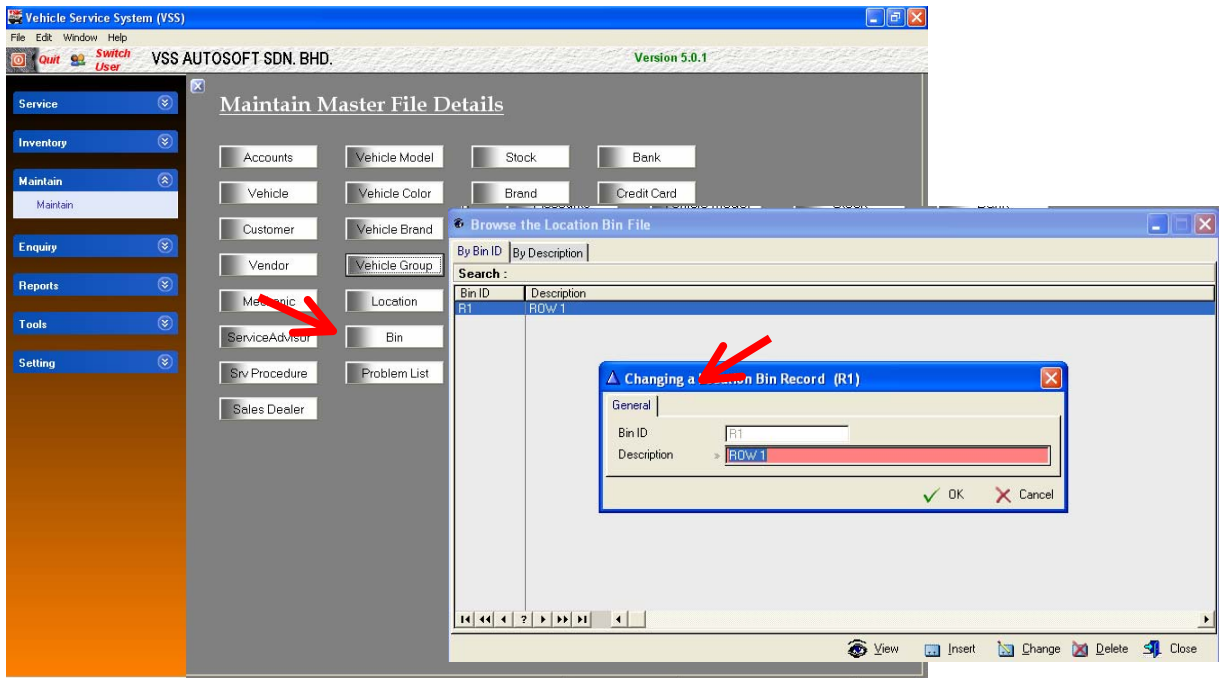 Vehicle Service System (VSS)
File Edit Window Help
Quit Switch User VSS AUTOSOFT SDN. BHD. Version 5.0.1
Service
Inventory
Maintain
Maintain
Enquiry
Reports
Tools
Setting
Maintain Master File Details
Accounts Vehicle Model Stock Bank
Vehicle Vehicle Color Brand Credit Card
Customer Vehicle Brand
Vendor Vehicle Group
Mechanic Location
ServiceAdvisor Bin
Srv Procedure Problem List
Sales Dealer
Browse the Location Bin File
By Bin ID By Description
Search :
Bin ID Description
R1 ROW 1
Changing a Location Bin Record (R1)
General
Bin ID R1
Description » ROW 1
OK Cancel
?
View Insert Change Delete Close